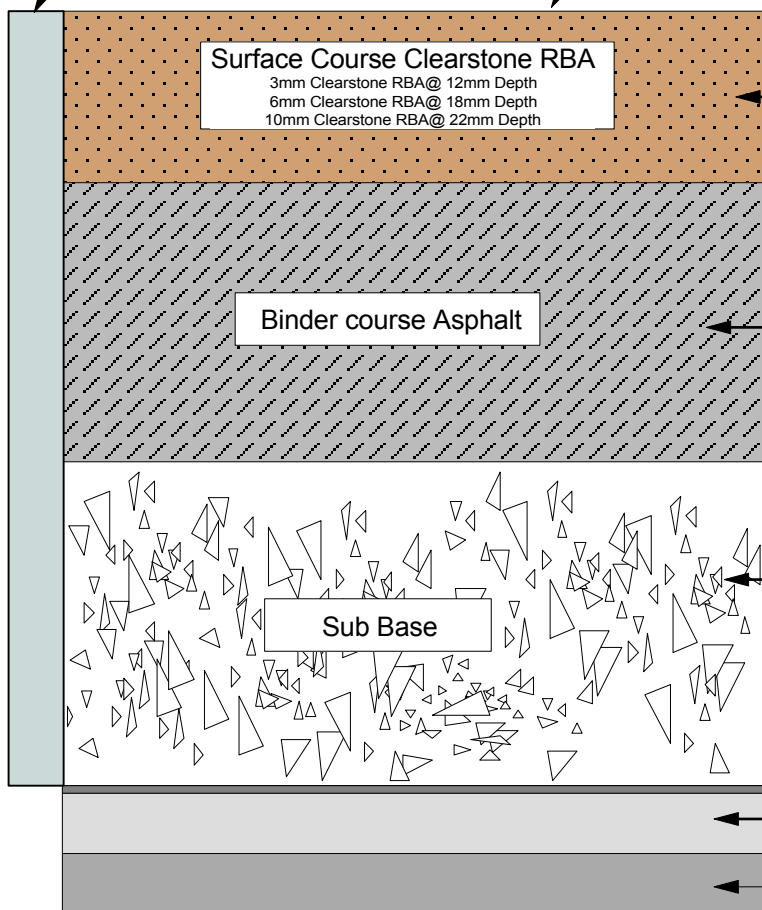 Surface Course Clearstone RBA
3mm Clearstone RBA@ 12mm Depth
6mm Clearstone RBA@ 18mm Depth
10mm Clearstone RBA@ 22mm Depth
Binder course Asphalt
Sub Base